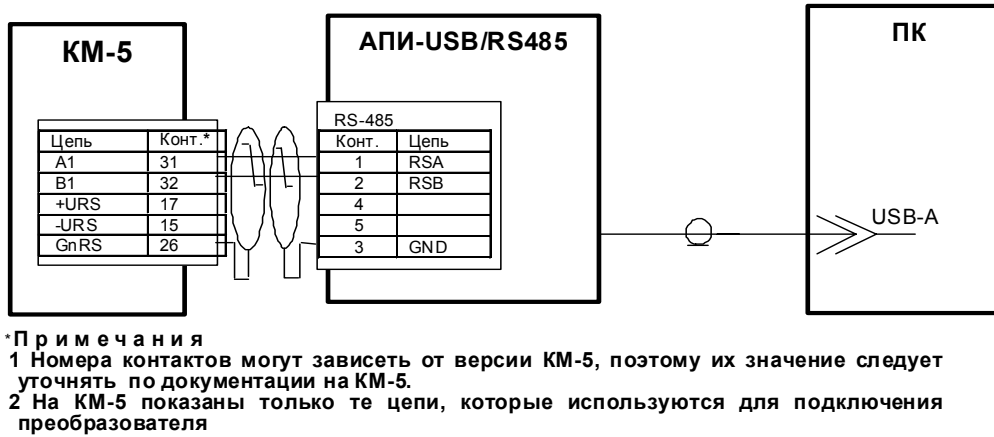 КМ-5
АПИ-USB/RS485
ПК
RS-485
Цепь Конт.*
А1 31
В1 32
+URS 17
-URS 15
GnRS 26
Конт. Цепь
1 RSA
2 RSB
4
5
3 GND
USB-A
*Примечания
1 Номера контактов могут зависеть от версии КМ-5, поэтому их значение следует
уточнять по документации на КМ-5.
2 На КМ-5 показаны только те цепи, которые используются для подключения
преобразователя